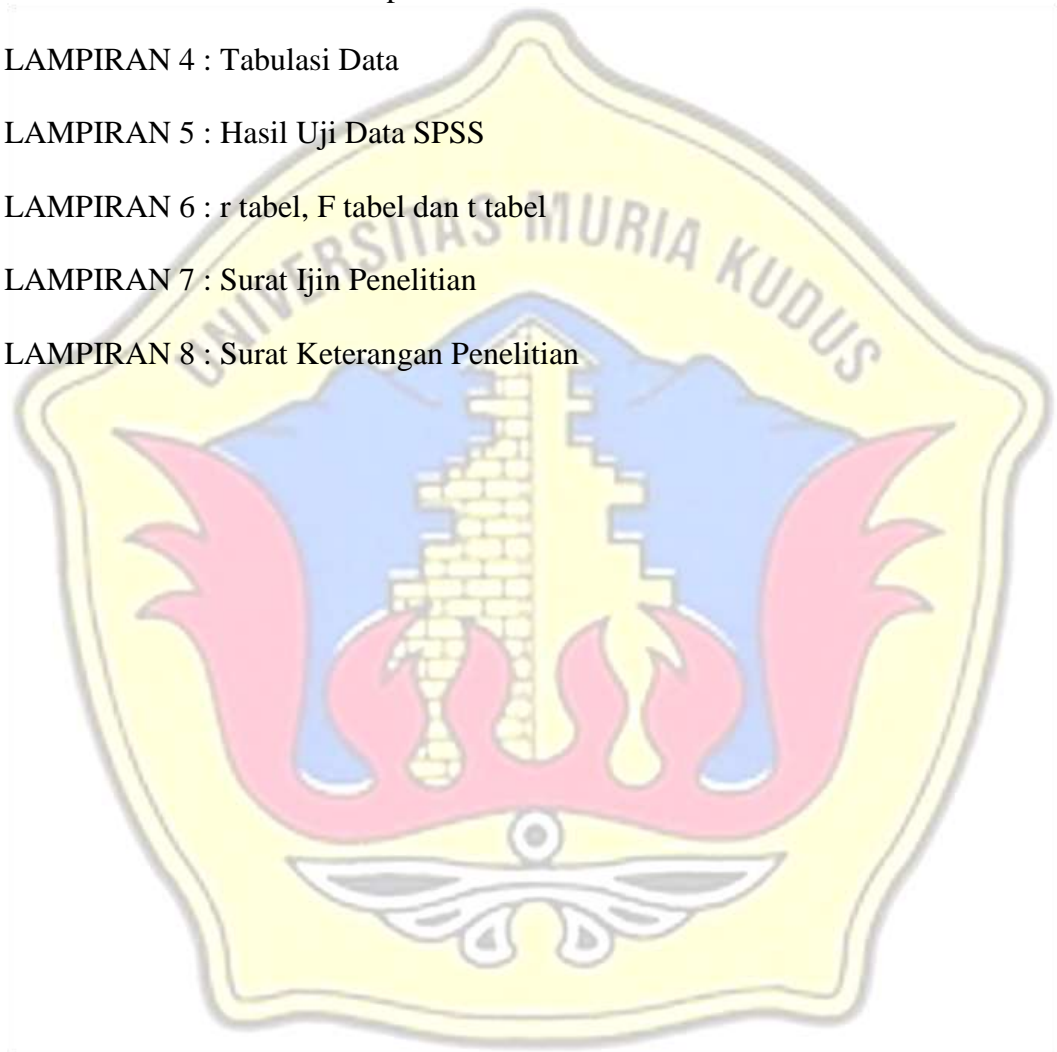 LAMPIRAN 4 : Tabulasi Data
LAMPIRAN 5 : Hasil Uji Data SPSS
LAMPIRAN 6 : r tabel, F tabel dan t tabel
LAMPIRAN 7 : Surat Ijin Penelitian
LAMPIRAN 8 : Surat Keterangan Penelitian
UNIVERSITAS MURIA KUDUS